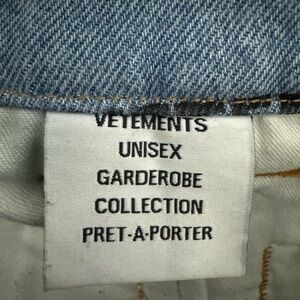 VETEMENTS
UNISEX
GARDEROBE
COLLECTION
PRET-A-PORTER